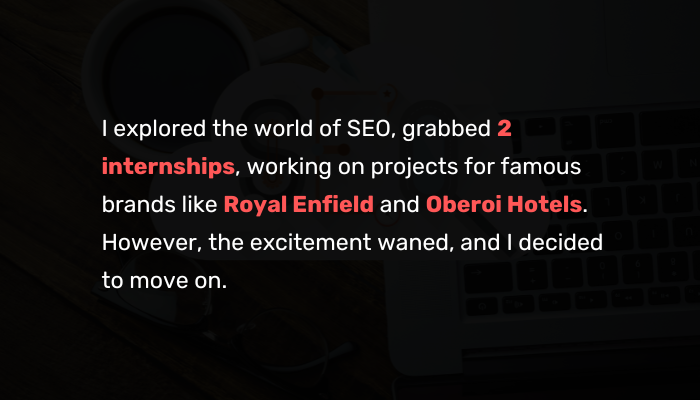 I explored the world of SEO, grabbed 2
internships, working on projects for famous
brands like Royal Enfield and Oberoi Hotels.
However, the excitement waned, and I decided
to move on.